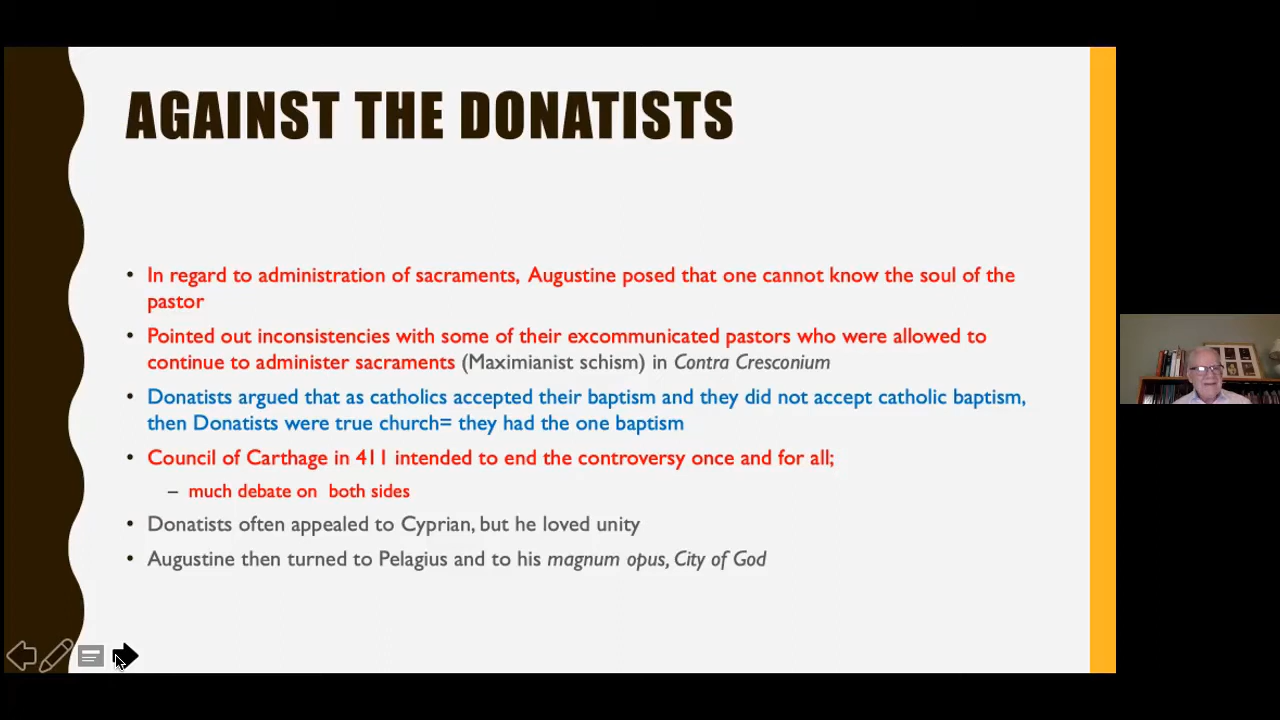 AGAINST THE DONATISTS
• In regard to administration of sacraments, Augustine posed that one cannot know the soul of the
pastor
• Pointed out inconsistencies with some of their excommunicated pastors who were allowed to
continue to administer sacraments (Maximianist schism) in Contra Cresconium
• Donatists argued that as catholics accepted their baptism and they did not accept catholic baptism,
then Donatists were true church= they had the one baptism
• Council of Carthage in 411 intended to end the controversy once and for all;
– much debate on both sides
• Donatists often appealed to Cyprian, but he loved unity
• Augustine then turned to Pelagius and to his magnum opus, City of God